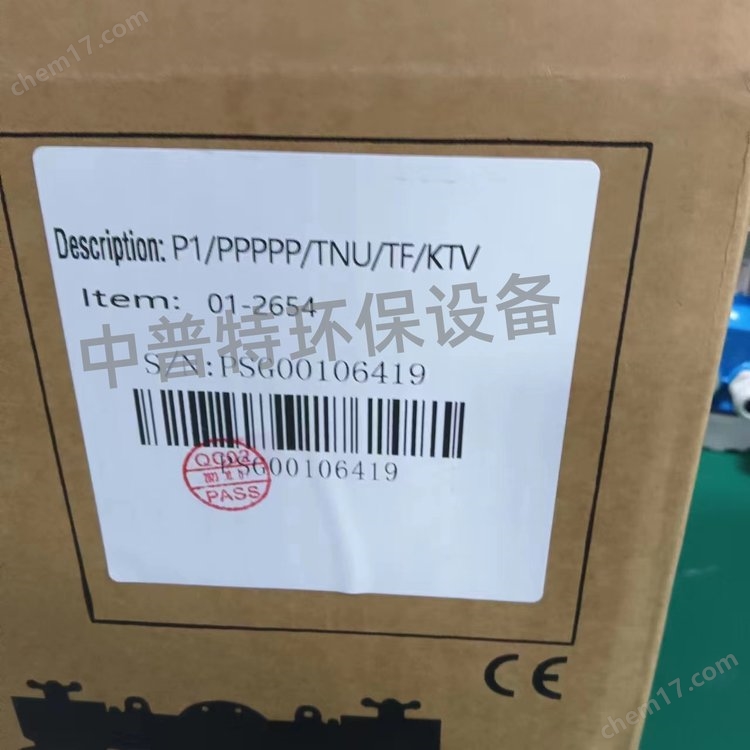 chem17.com
Description: P1/PPPPP/TNU/TF/KTV
Item: 01-2654
中普特环保设备
S/N:PSG00106419
QC02
PSG00106419
PASS
CE
chem17.com